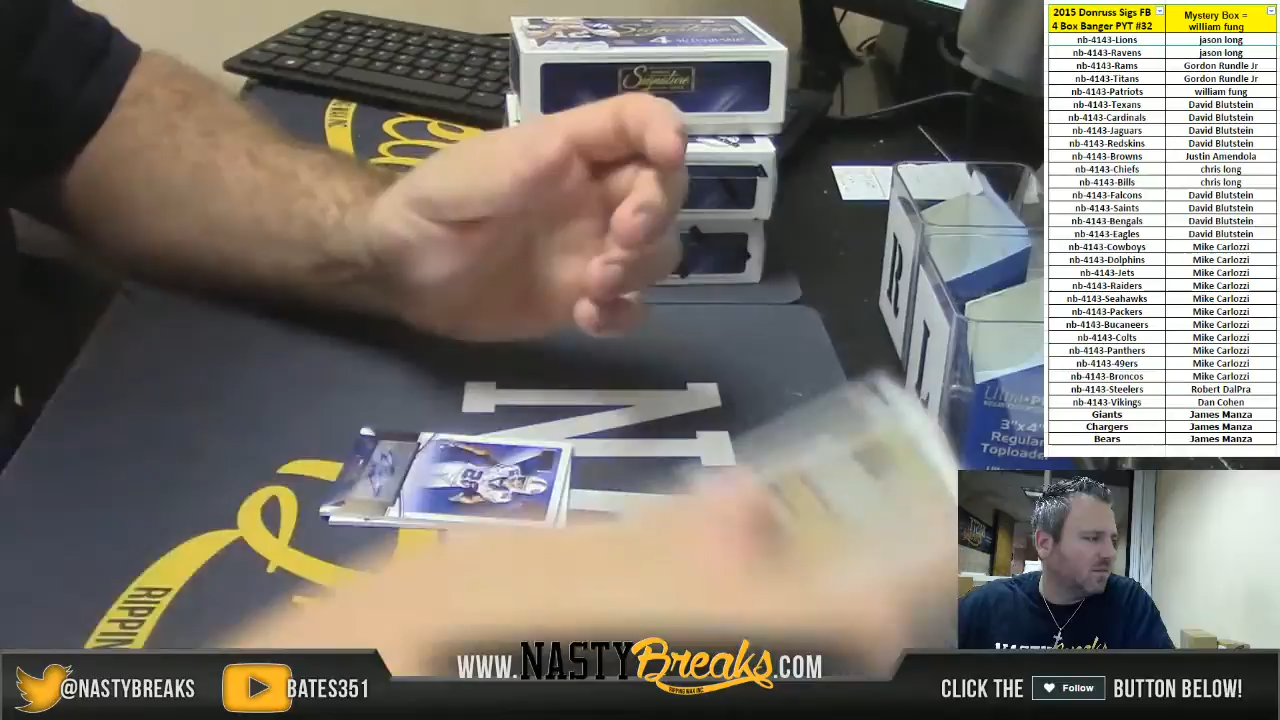 2015 Donruss Sigs FB
4 Box Banger PYT #32
Mystery Box =
william fung
nb-4143-Lions jason long
nb-4143-Ravens jason long
nb-4143-Rams Gordon Rundle Jr
nb-4143-Titans Gordon Rundle Jr
nb-4143-Patriots william fung
nb-4143-Texans David Blutstein
nb-4143-Cardinals David Blutstein
nb-4143-Jaguars David Blutstein
nb-4143-Redskins David Blutstein
nb-4143-Browns Justin Amendola
nb-4143-Chiefs chris long
nb-4143-Bills chris long
nb-4143-Falcons David Blutstein
nb-4143-Saints David Blutstein
nb-4143-Bengals David Blutstein
nb-4143-Eagles David Blutstein
nb-4143-Cowboys Mike Carlozzi
nb-4143-Dolphins Mike Carlozzi
nb-4143-Jets Mike Carlozzi
nb-4143-Raiders Mike Carlozzi
nb-4143-Seahawks Mike Carlozzi
nb-4143-Packers Mike Carlozzi
nb-4143-Bucaneers Mike Carlozzi
nb-4143-Colts Mike Carlozzi
nb-4143-Panthers Mike Carlozzi
nb-4143-49ers Mike Carlozzi
nb-4143-Broncos Mike Carlozzi
nb-4143-Steelers Robert DalPra
nb-4143-Vikings Dan Cohen
Giants James Manza
Chargers James Manza
Bears James Manza
Signature
3"x4"
Regular
Toploader
RIPPIN
@NASTYBREAKS
BATES351
WWW.NASTYBreaks.COM
RIPPING WAX INC
CLICK THE Follow BUTTON BELOW!